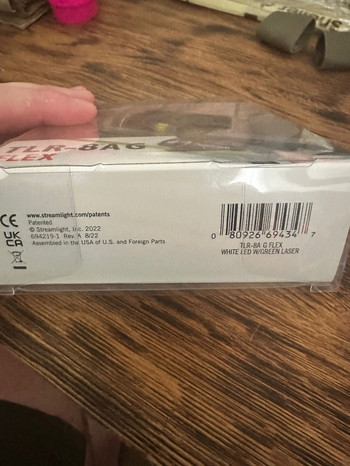 TLR-8A G
FLEX
www.streamlight.com/patents
Patented
© Streamlight, Inc. 2022
694219-1 Rev. A 8/22
Assembled in the USA of U.S. and Foreign Parts
CE
UK
CA
0 80926 69434 7
TLR-8A G FLEX
WHITE LED W/GREEN LASER